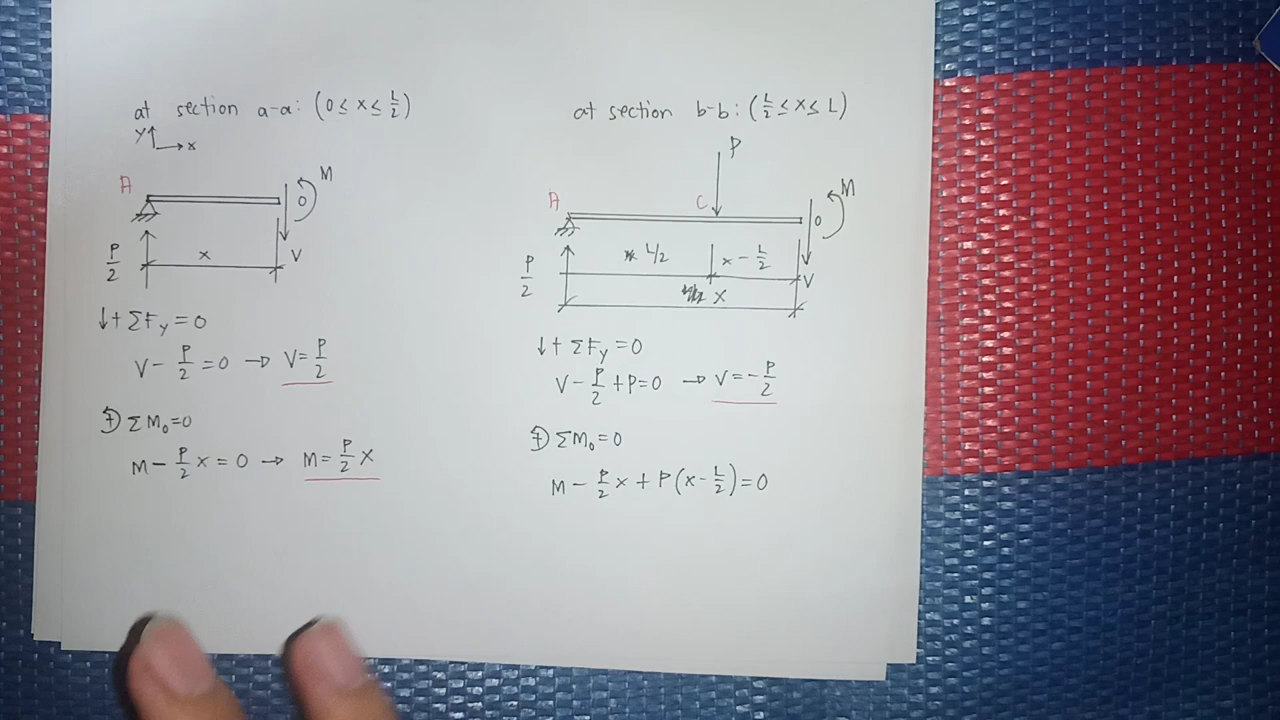 at section a-a: (0 ≤ x ≤ L/2)
y
x
A
O
M
P/2
x
V
↓+ ΣFy = 0
V - P/2 = 0 → V = P/2
↺+ ΣMo=0
M - P/2 x = 0 → M = P/2 x
at section b-b: (L/2 ≤ x ≤ L)
P
A
C
O
M
P/2
L/2
x - L/2
V
x
↓+ ΣFy = 0
V - P/2 + P = 0 → V = - P/2
↺+ ΣMo=0
M - P/2 x + P(x - L/2) = 0